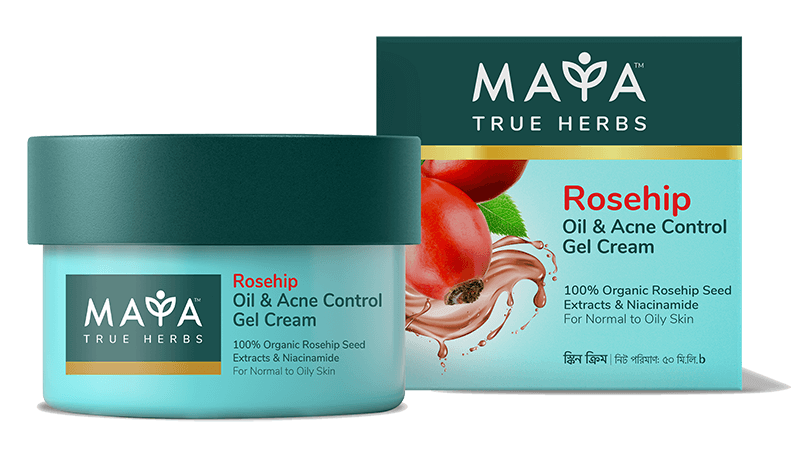 MAYA™
TRUE HERBS
Rosehip
Oil & Acne Control
Gel Cream
100% Organic Rosehip Seed
Extracts & Niacinamide
For Normal to Oily Skin
MAYA™
TRUE HERBS
Rosehip
Oil & Acne Control
Gel Cream
100% Organic Rosehip Seed
Extracts & Niacinamide
For Normal to Oily Skin
স্কিন ক্রিম | নিট পরিমাণ: ৫০ মি.লি.b